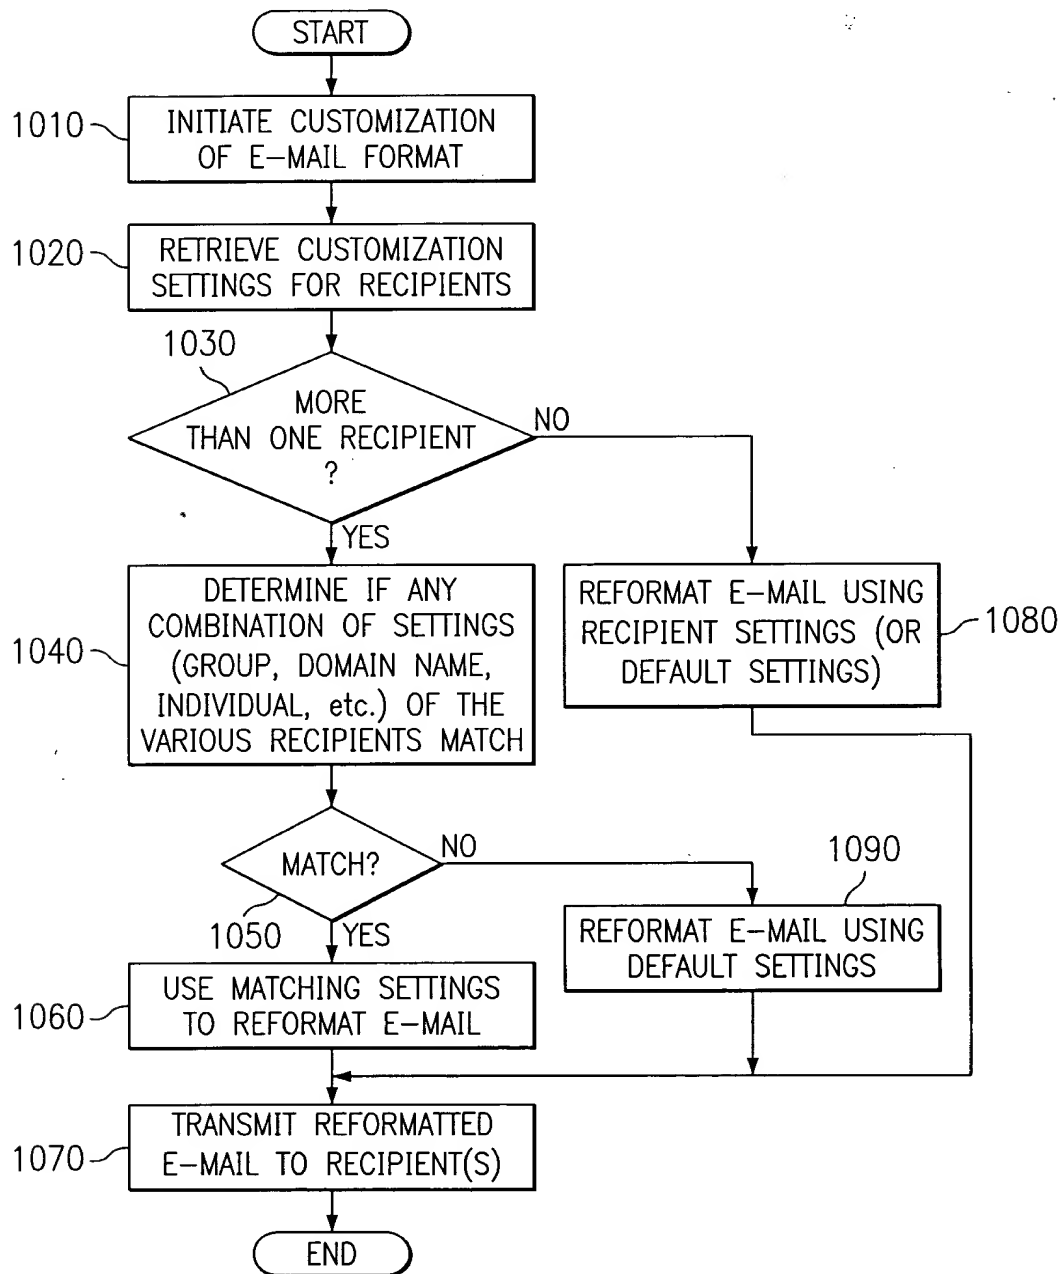 START
1010
INITIATE CUSTOMIZATION
OF E-MAIL FORMAT
1020
RETRIEVE CUSTOMIZATION
SETTINGS FOR RECIPIENTS
1030
MORE
THAN ONE RECIPIENT
?
NO
YES
1040
DETERMINE IF ANY
COMBINATION OF SETTINGS
(GROUP, DOMAIN NAME,
INDIVIDUAL, etc.) OF THE
VARIOUS RECIPIENTS MATCH
REFORMAT E-MAIL USING
RECIPIENT SETTINGS (OR
DEFAULT SETTINGS)
1080
MATCH?
NO
1050
YES
1090
REFORMAT E-MAIL USING
DEFAULT SETTINGS
1060
USE MATCHING SETTINGS
TO REFORMAT E-MAIL
1070
TRANSMIT REFORMATTED
E-MAIL TO RECIPIENT(S)
END